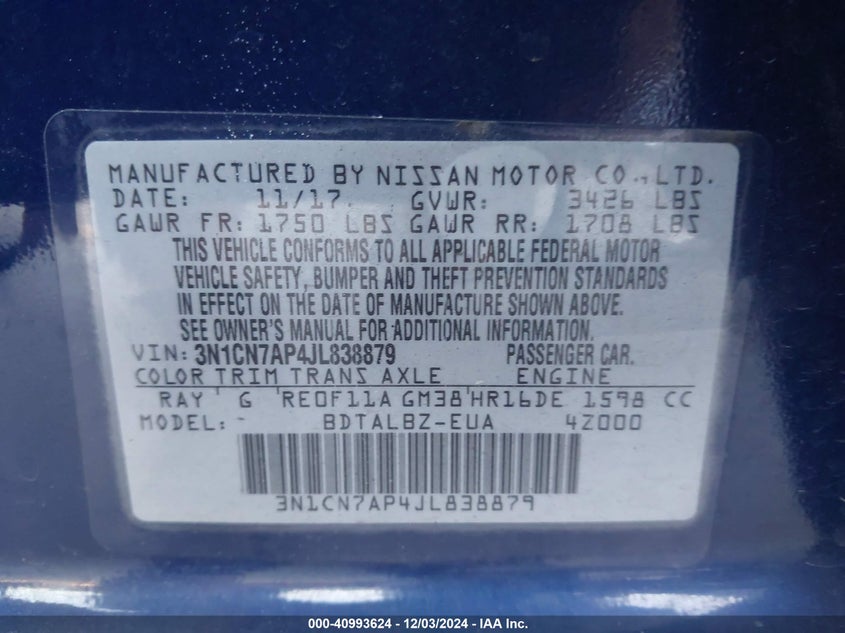 MANUFACTURED BY NISSAN MOTOR CO., LTD.
DATE: 11/17 GVWR: 3426 LBS
GAWR FR: 1750 LBS GAWR RR: 1708 LBS
THIS VEHICLE CONFORMS TO ALL APPLICABLE FEDERAL MOTOR
VEHICLE SAFETY, BUMPER AND THEFT PREVENTION STANDARDS
IN EFFECT ON THE DATE OF MANUFACTURE SHOWN ABOVE.
SEE OWNER'S MANUAL FOR ADDITIONAL INFORMATION.
VIN: 3N1CN7AP4JL838879 PASSENGER CAR.
COLOR TRIM TRANS AXLE ENGINE
RAY G RE0F11A GM38 HR16DE 1598 CC
MODEL: - BDTALBZ-EUA 4Z000
3N1CN7AP4JL838879
000-40993624 - 12/03/2024 - IAA Inc.